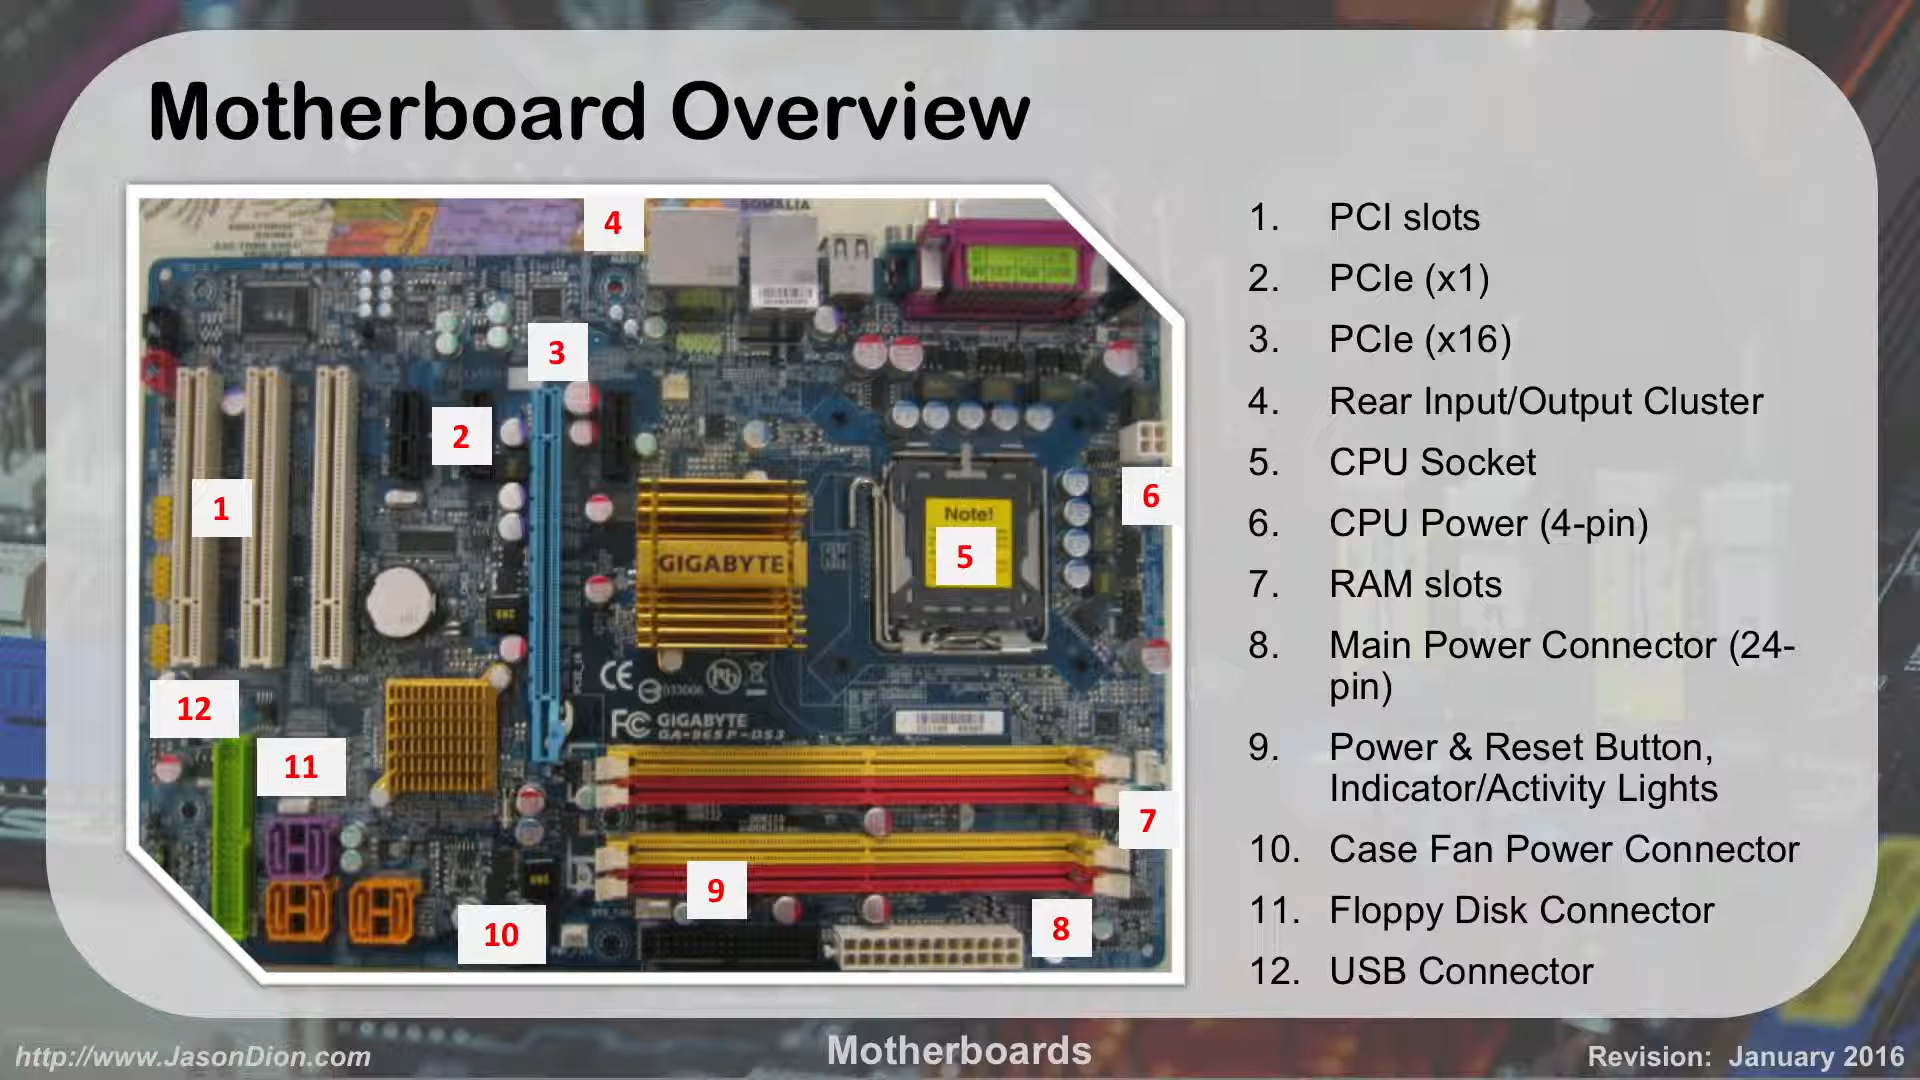 Motherboard Overview
SOMALIA
4
3
2
1
6
Note!
5
GIGABYTE
CE
12
FC GIGABYTE
GA-965P-DS3
11
7
9
10
8
1. PCI slots
2. PCIe (x1)
3. PCIe (x16)
4. Rear Input/Output Cluster
5. CPU Socket
6. CPU Power (4-pin)
7. RAM slots
8. Main Power Connector (24-
pin)
9. Power & Reset Button,
Indicator/Activity Lights
10. Case Fan Power Connector
11. Floppy Disk Connector
12. USB Connector
http://www.JasonDion.com
Motherboards
Revision: January 2016